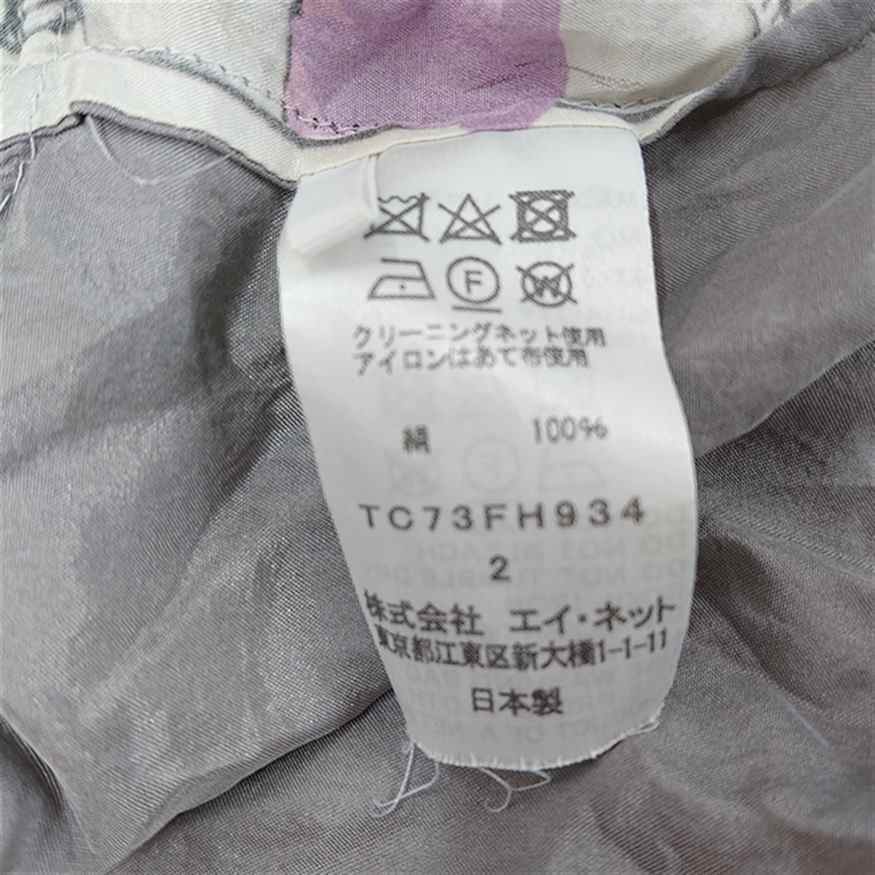 F
W
クリーニングネット使用
アイロンはあて布使用
絹 100%
TC73FH934
2
株式会社 エイ・ネット
東京都江東区新大橋1-1-11
日本製